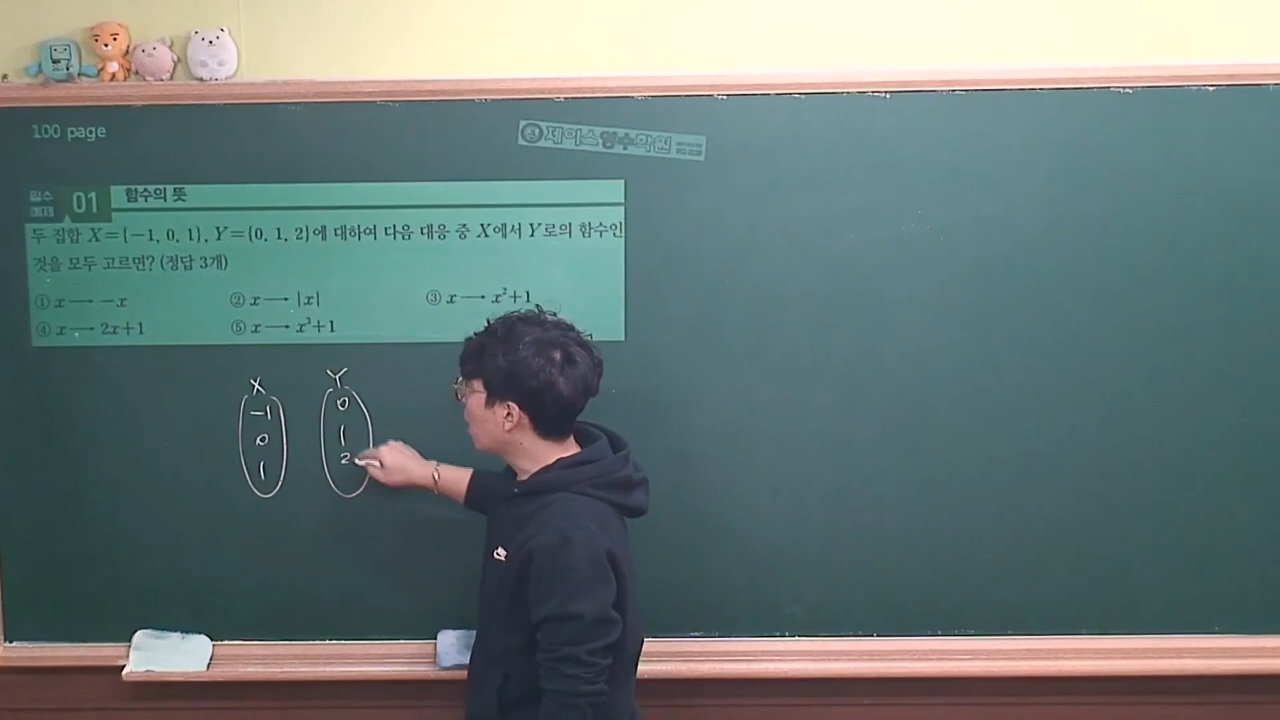 100 page
제이스영수학원
필수 예제 01 함수의 뜻
두 집합 X={-1, 0, 1}, Y={0, 1, 2}에 대하여 다음 대응 중 X에서 Y로의 함수인
것을 모두 고르면? (정답 3개)
① x ⟶ -x ② x ⟶ |x| ③ x ⟶ x²+1
④ x ⟶ 2x+1 ⑤ x ⟶ x³+1
X Y
-1 0
0 1
1 2